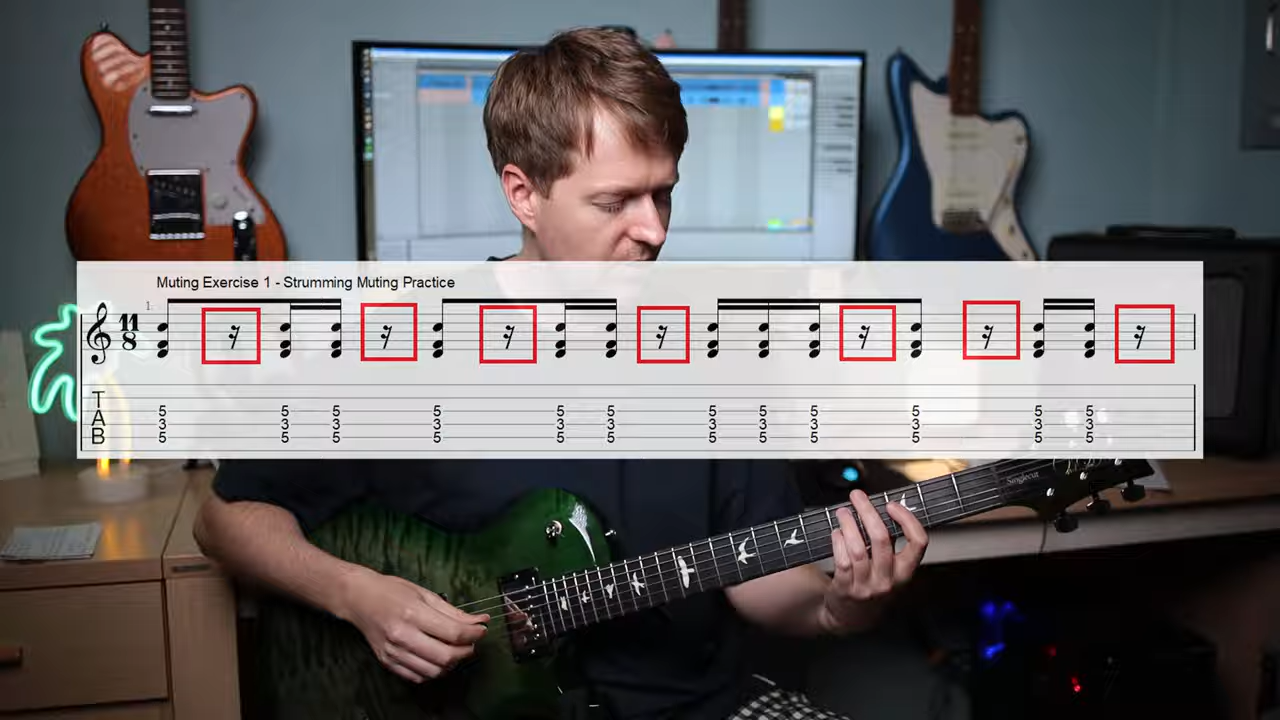 Muting Exercise 1 - Strumming Muting Practice
1.
11
8
T
A
B
5 5 5 5 5 5 5 5 5 5 5 5
3 3 3 3 3 3 3 3 3 3 3 3
5 5 5 5 5 5 5 5 5 5 5 5
Singlecut